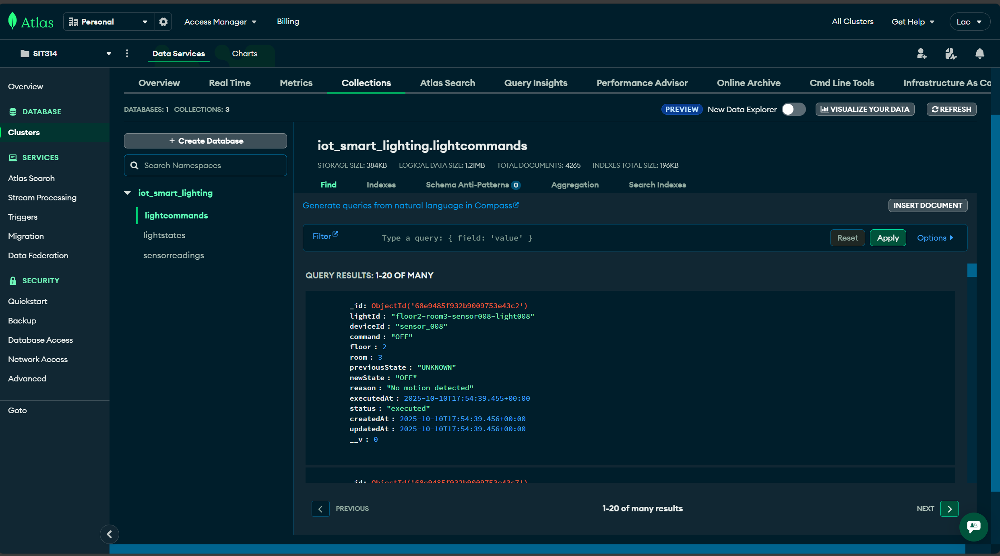 Atlas Personal Access Manager Billing All Clusters Get Help Lac
SIT314 Data Services Charts
Overview
DATABASE
Clusters
SERVICES
Atlas Search
Stream Processing
Triggers
Migration
Data Federation
SECURITY
Quickstart
Backup
Database Access
Network Access
Advanced
Goto
Overview Real Time Metrics Collections Atlas Search Query Insights Performance Advisor Online Archive Cmd Line Tools Infrastructure As Co
DATABASES: 1 COLLECTIONS: 3 PREVIEW New Data Explorer VISUALIZE YOUR DATA REFRESH
+ Create Database
Search Namespaces
iot_smart_lighting
lightcommands
lightstates
sensorreadings
iot_smart_lighting.lightcommands
STORAGE SIZE: 384KB LOGICAL DATA SIZE: 1.21MB TOTAL DOCUMENTS: 4265 INDEXES TOTAL SIZE: 196KB
Find Indexes Schema Anti-Patterns 0 Aggregation Search Indexes
Generate queries from natural language in Compass INSERT DOCUMENT
Filter Type a query: { field: 'value' } Reset Apply Options
QUERY RESULTS: 1-20 OF MANY
_id: ObjectId('68e9485f932b9009753e43c2')
lightId : "floor2-room3-sensor008-light008"
deviceId : "sensor_008"
command : "OFF"
floor : 2
room : 3
previousState : "UNKNOWN"
newState : "OFF"
reason : "No motion detected"
executedAt : 2025-10-10T17:54:39.455+00:00
status : "executed"
createdAt : 2025-10-10T17:54:39.456+00:00
updatedAt : 2025-10-10T17:54:39.456+00:00
__v : 0
_id: ObjectId('68e9485f932b9009753e43c7')
PREVIOUS 1-20 of many results NEXT